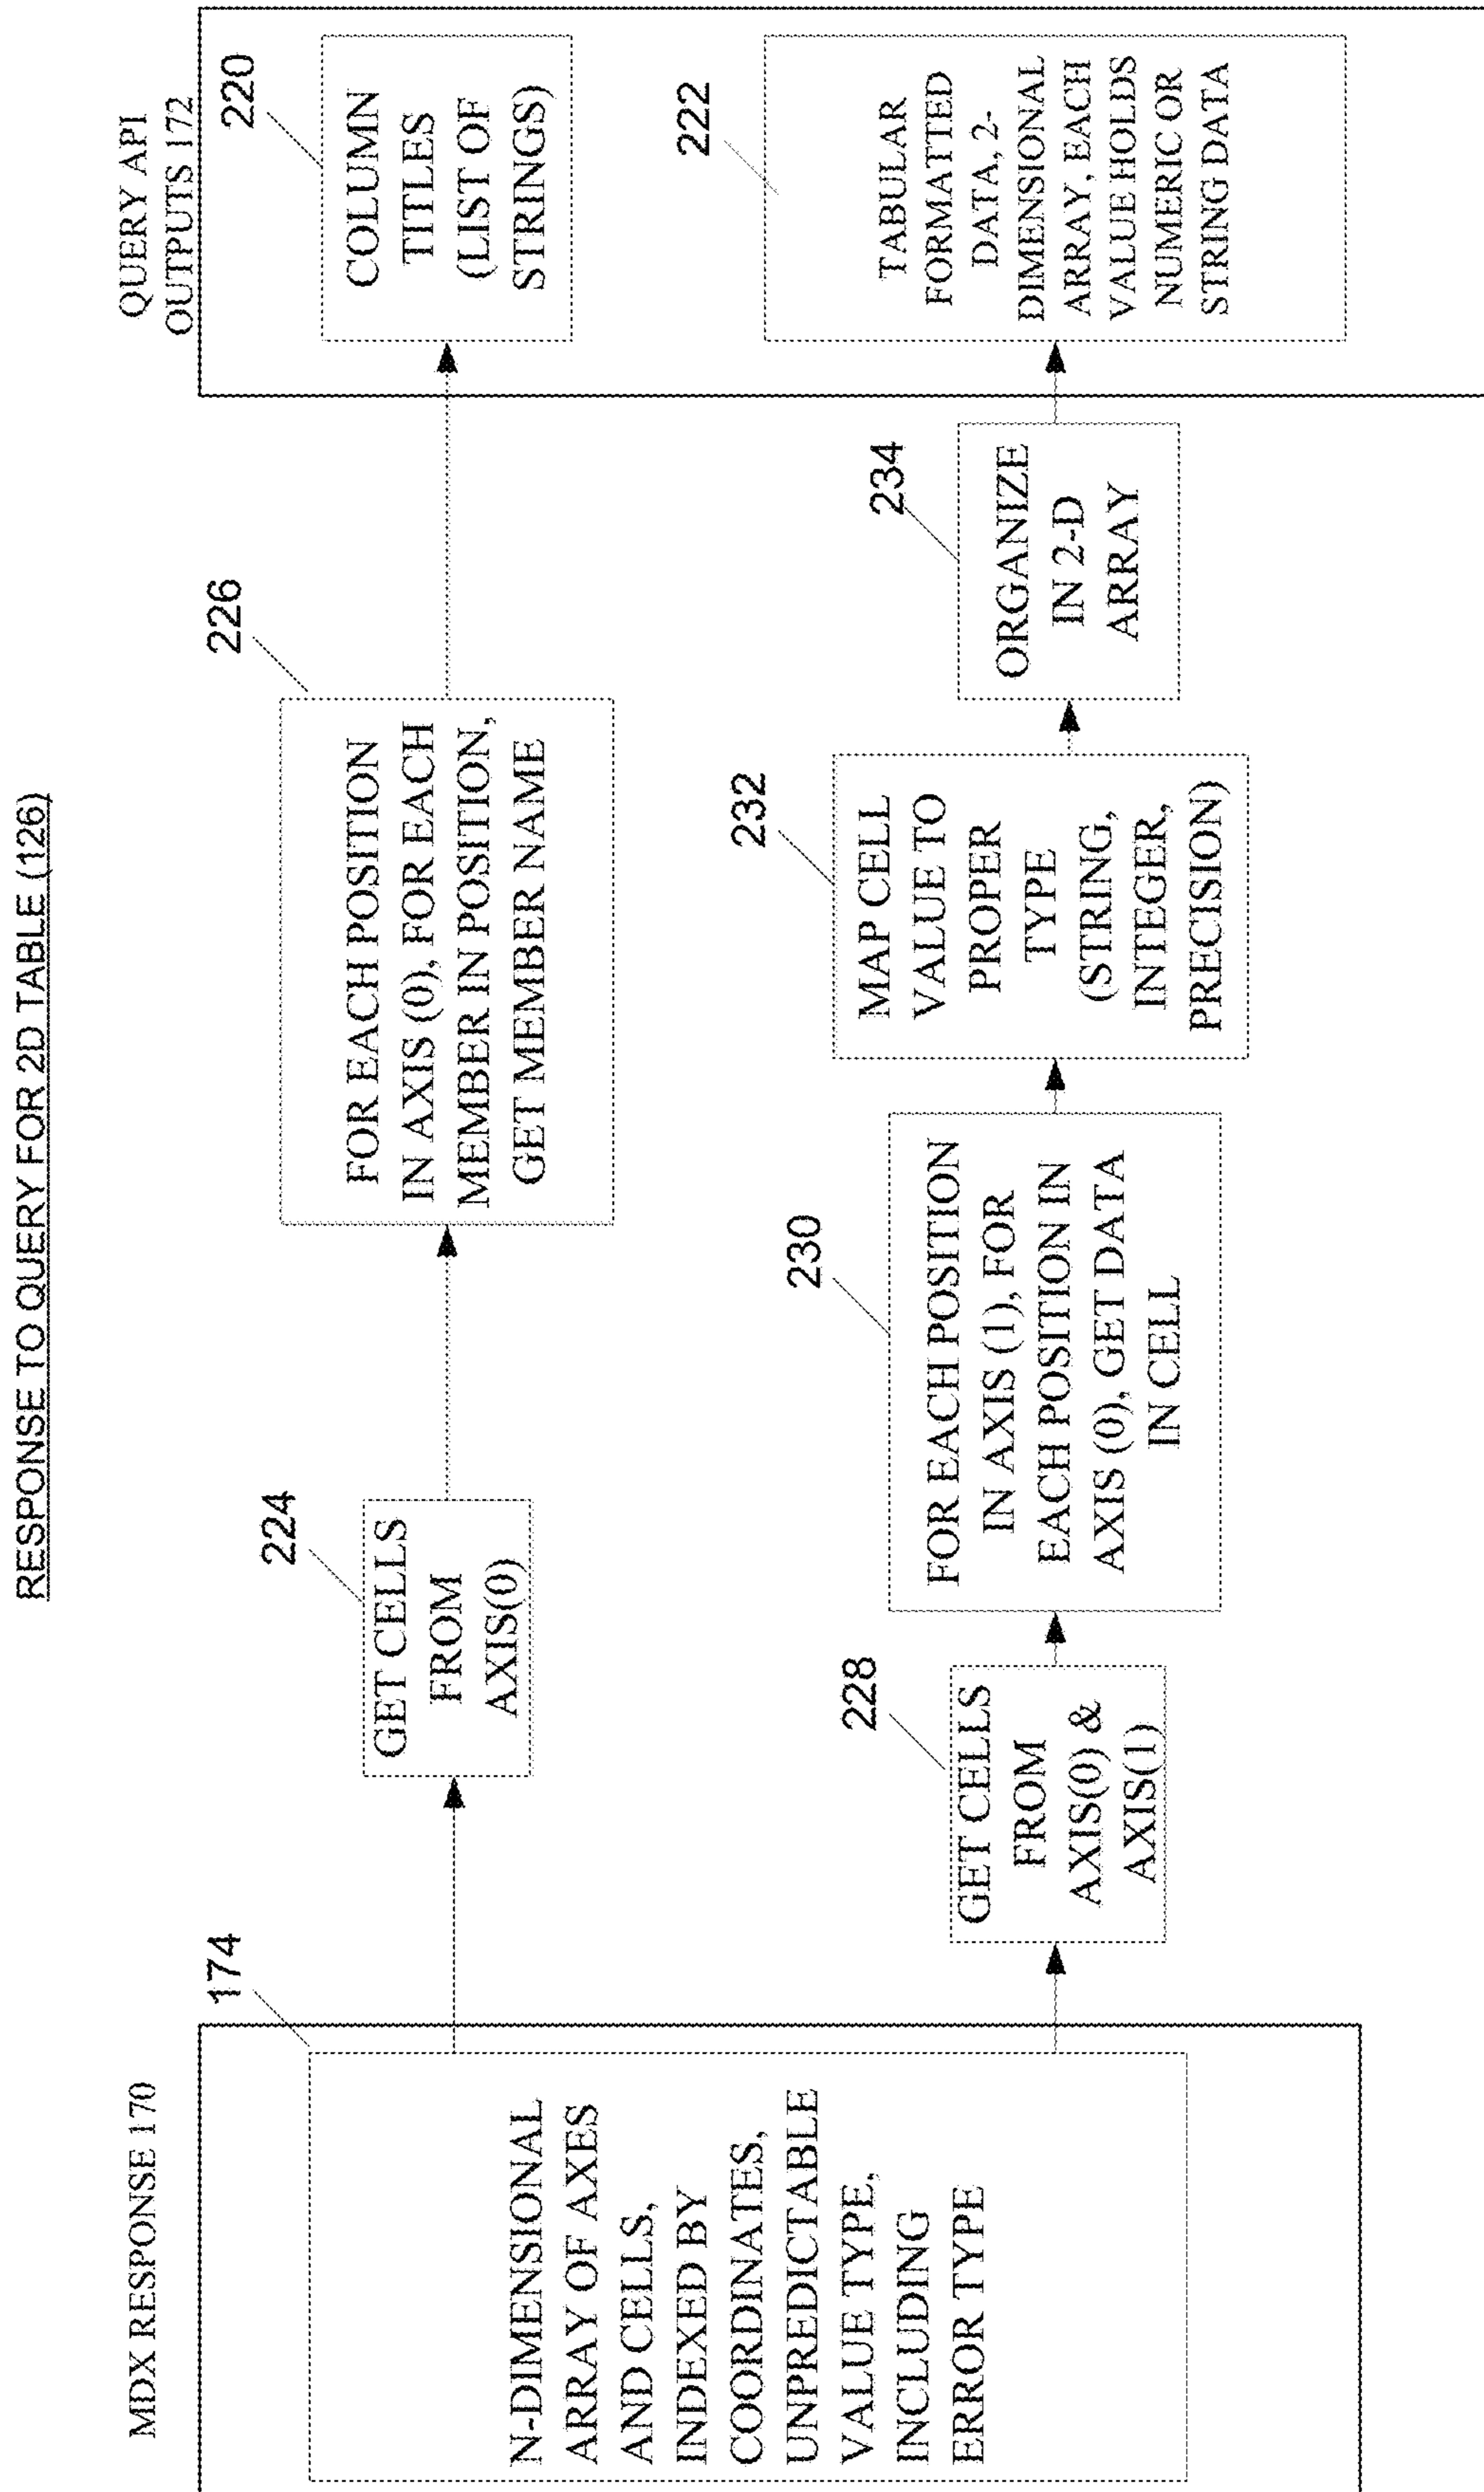 RESPONSE TO QUERY FOR 2D TABLE (126)
MDX RESPONSE 170
174
N-DIMENSIONAL
ARRAY OF AXES
AND CELLS,
INDEXED BY
COORDINATES,
UNPREDICTABLE
VALUE TYPE,
INCLUDING
ERROR TYPE
224
GET CELLS
FROM
AXIS(0)
226
FOR EACH POSITION
IN AXIS (0), FOR EACH
MEMBER IN POSITION,
GET MEMBER NAME
QUERY API
OUTPUTS 172
220
COLUMN
TITLES
(LIST OF
STRINGS)
228
GET CELLS
FROM
AXIS(0) &
AXIS(1)
230
FOR EACH POSITION
IN AXIS (1), FOR
EACH POSITION IN
AXIS (0), GET DATA
IN CELL
232
MAP CELL
VALUE TO
PROPER
TYPE
(STRING,
INTEGER,
PRECISION)
234
ORGANIZE
IN 2-D
ARRAY
222
TABULAR
FORMATTED
DATA, 2-
DIMENSIONAL
ARRAY, EACH
VALUE HOLDS
NUMERIC OR
STRING DATA